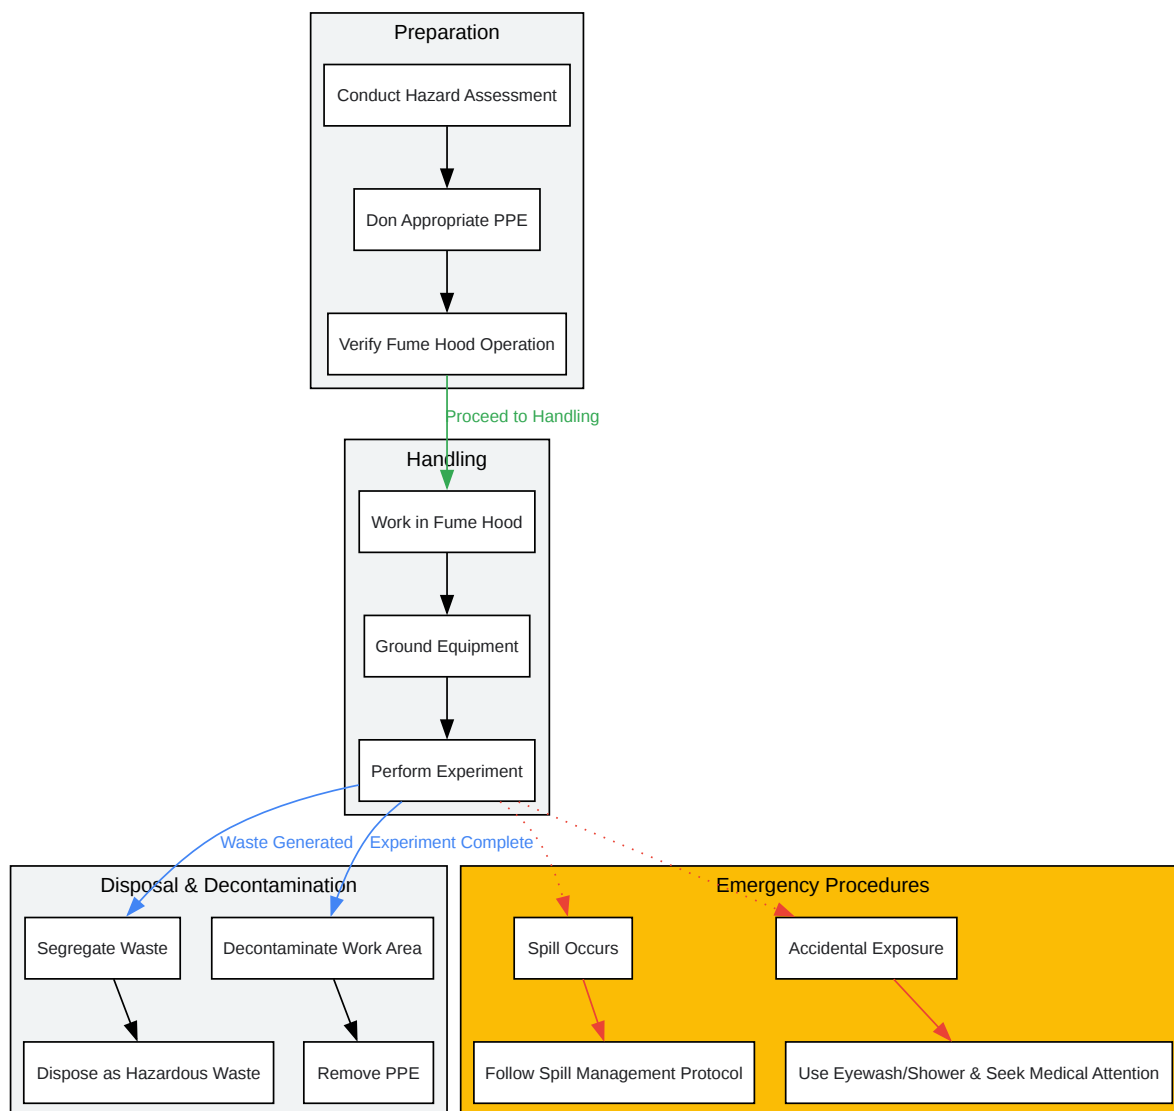 Preparation
Conduct Hazard Assessment
Don Appropriate PPE
Verify Fume Hood Operation
Proceed to Handling
Handling
Work in Fume Hood
Ground Equipment
Perform Experiment
Waste Generated
Experiment Complete
Disposal & Decontamination
Segregate Waste
Decontaminate Work Area
Dispose as Hazardous Waste
Remove PPE
Emergency Procedures
Spill Occurs
Accidental Exposure
Follow Spill Management Protocol
Use Eyewash/Shower & Seek Medical Attention